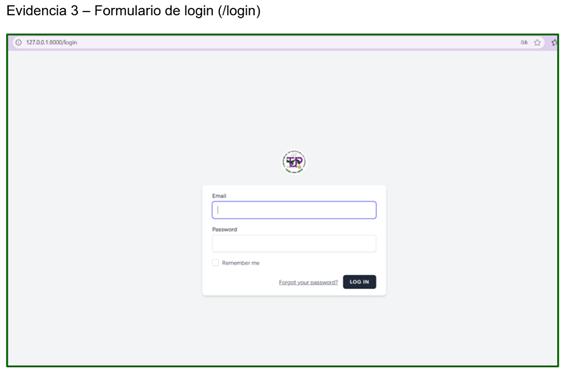 Evidencia 3 – Formulario de login (/login)
127.0.0.1:8000/login
Email
Password
Remember me
Forgot your password?
LOG IN